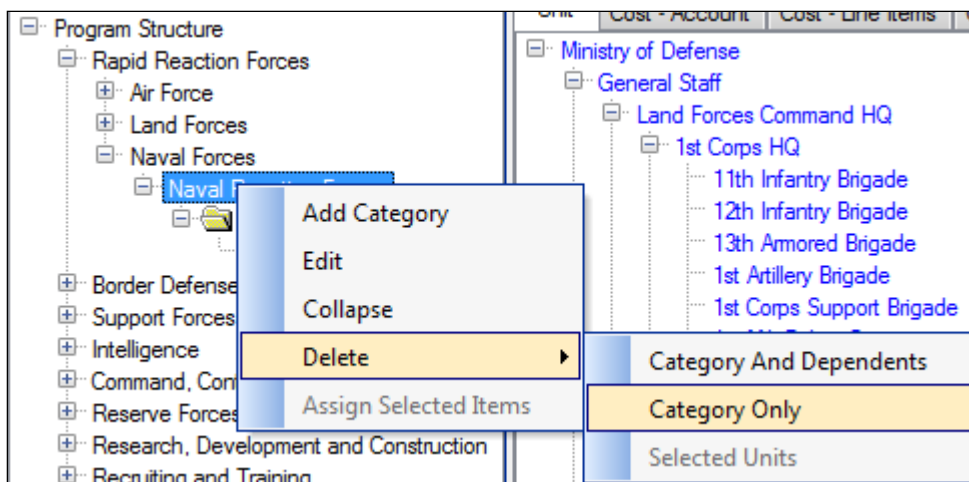 Program Structure
Rapid Reaction Forces
Air Force
Land Forces
Naval Forces
Naval
Border Defense
Support Forces
Intelligence
Command,
Reserve Forces
Research, Development and Construction
Recruiting and Training
Add Category
Edit
Collapse
Delete
Assign Selected Items
Category And Dependents
Category Only
Selected Units
Unit
Cost - Account
Cost - Line Items
Ministry of Defense
General Staff
Land Forces Command HQ
1st Corps HQ
11th Infantry Brigade
12th Infantry Brigade
13th Armored Brigade
1st Artillery Brigade
1st Corps Support Brigade